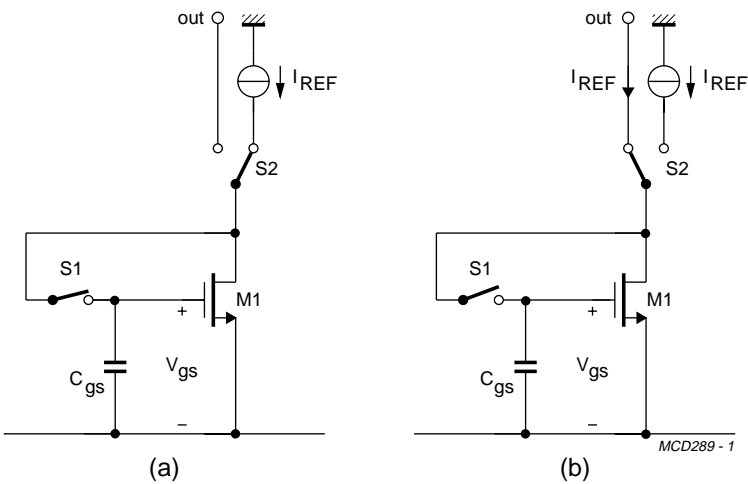 out
I REF
S2
S1
M1
+
V gs
C gs
–
(a)
out
I REF
I REF
S2
S1
M1
+
V gs
C gs
–
MCD289 - 1
(b)